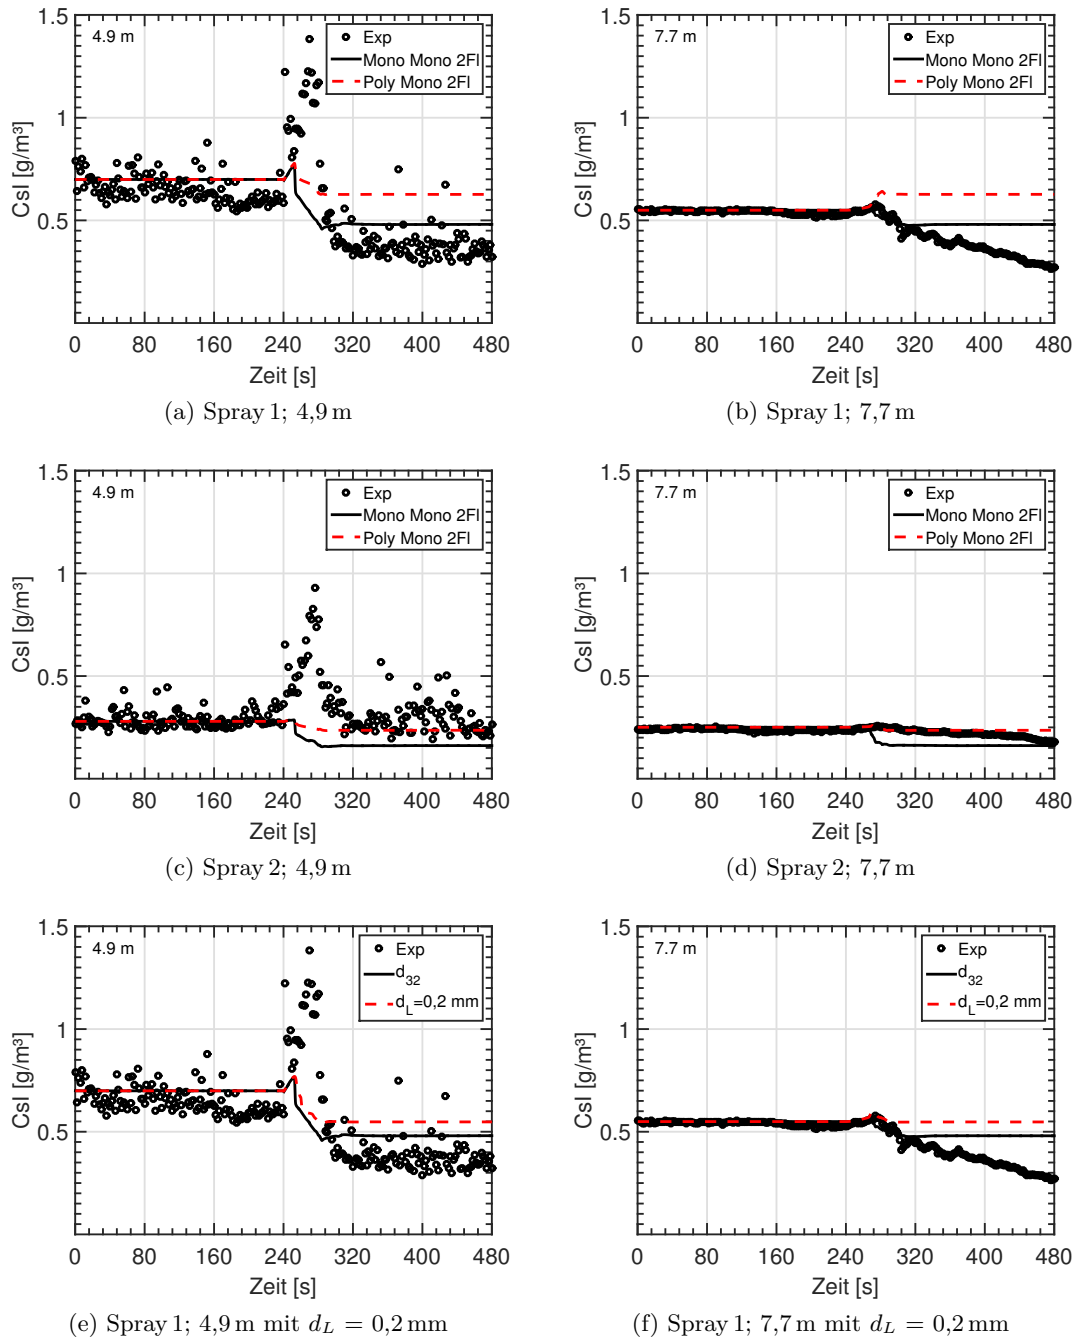 4.9 m
Exp
Mono Mono 2Fl
Poly Mono 2Fl
1.5
1
0.5
CsI [g/m³]
0 80 160 240 320 400 480
Zeit [s]
(a) Spray 1; 4,9 m
7.7 m
Exp
Mono Mono 2Fl
Poly Mono 2Fl
1.5
1
0.5
CsI [g/m³]
0 80 160 240 320 400 480
Zeit [s]
(b) Spray 1; 7,7 m
4.9 m
Exp
Mono Mono 2Fl
Poly Mono 2Fl
1.5
1
0.5
CsI [g/m³]
0 80 160 240 320 400 480
Zeit [s]
(c) Spray 2; 4,9 m
7.7 m
Exp
Mono Mono 2Fl
Poly Mono 2Fl
1.5
1
0.5
CsI [g/m³]
0 80 160 240 320 400 480
Zeit [s]
(d) Spray 2; 7,7 m
4.9 m
Exp
d32
dL=0,2 mm
1.5
1
0.5
CsI [g/m³]
0 80 160 240 320 400 480
Zeit [s]
(e) Spray 1; 4,9 m mit dL = 0,2 mm
7.7 m
Exp
d32
dL=0,2 mm
1.5
1
0.5
CsI [g/m³]
0 80 160 240 320 400 480
Zeit [s]
(f) Spray 1; 7,7 m mit dL = 0,2 mm